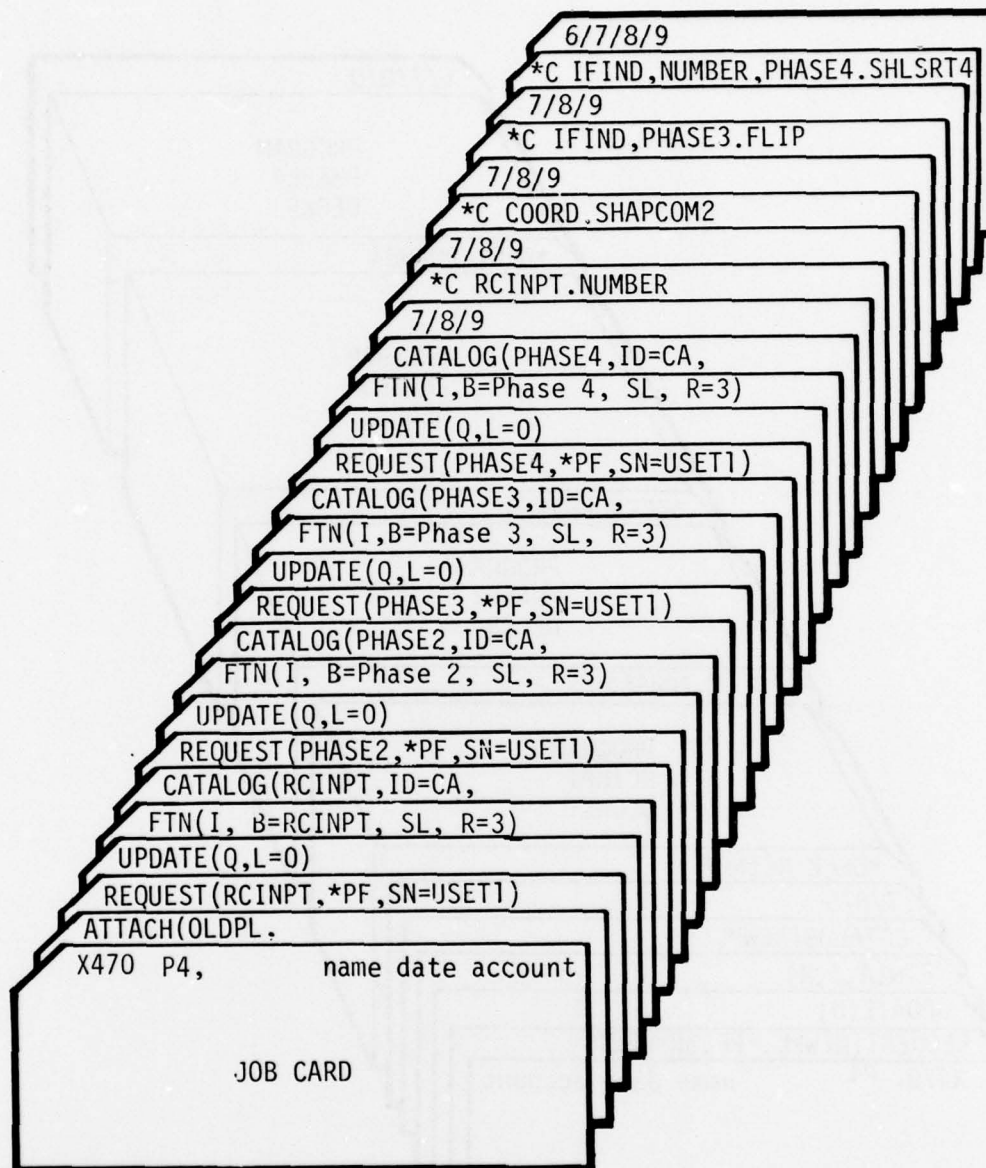 6/7/8/9
*C IFIND,NUMBER,PHASE4.SHLSRT4
7/8/9
*C IFIND,PHASE3.FLIP
7/8/9
*C COORD.SHAPCOM2
7/8/9
*C RCINPT.NUMBER
7/8/9
CATALOG(PHASE4,ID=CA,
FTN(I,B=Phase 4, SL, R=3)
UPDATE(Q,L=0)
REQUEST(PHASE4,*PF,SN=USET1)
CATALOG(PHASE3,ID=CA,
FTN(I,B=Phase 3, SL, R=3)
UPDATE(Q,L=0)
REQUEST(PHASE3,*PF,SN=USET1)
CATALOG(PHASE2,ID=CA,
FTN(I, B=Phase 2, SL, R=3)
UPDATE(Q,L=0)
REQUEST(PHASE2,*PF,SN=USET1)
CATALOG(RCINPT,ID=CA,
FTN(I, B=RCINPT, SL, R=3)
UPDATE(Q,L=0)
REQUEST(RCINPT,*PF,SN=USET1)
ATTACH(OLDPL.
X470 P4, name date account
JOB CARD